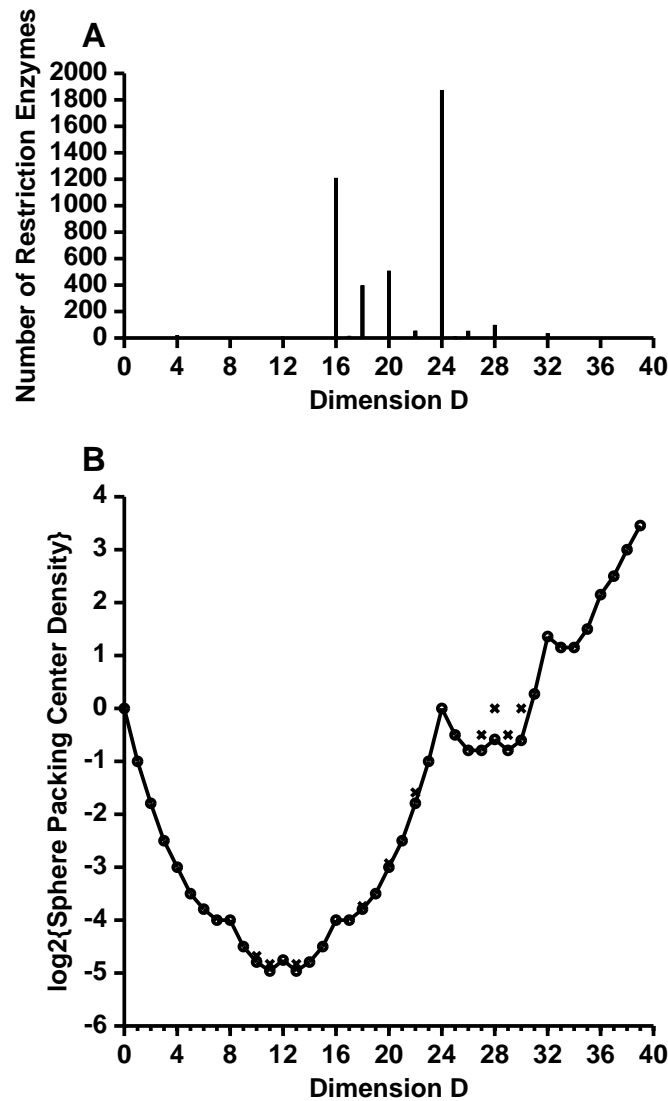 A
Number of Restriction Enzymes
2000
1800
1600
1400
1200
1000
800
600
400
200
0
0 4 8 12 16 20 24 28 32 36 40
Dimension D
B
log2{Sphere Packing Center Density}
4
3
2
1
0
-1
-2
-3
-4
-5
-6
0 4 8 12 16 20 24 28 32 36 40
Dimension D